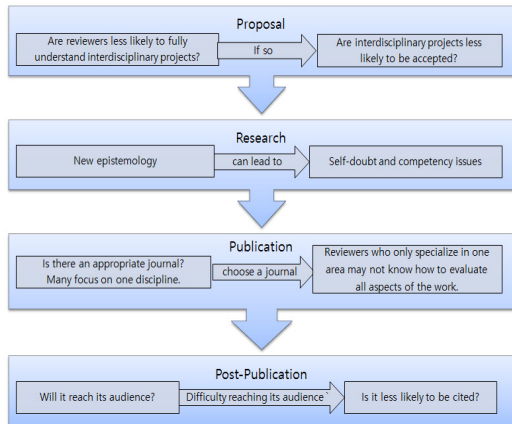 Proposal
Are reviewers less likely to fully
understand interdisciplinary projects?
If so
Are interdisciplinary projects less
likely to be accepted?
Research
New epistemology
can lead to
Self-doubt and competency issues
Publication
Is there an appropriate journal?
Many focus on one discipline.
choose a journal
Reviewers who only specialize in one
area may not know how to evaluate
all aspects of the work.
Post-Publication
Will it reach its audience?
Difficulty reaching its audience `
Is it less likely to be cited?